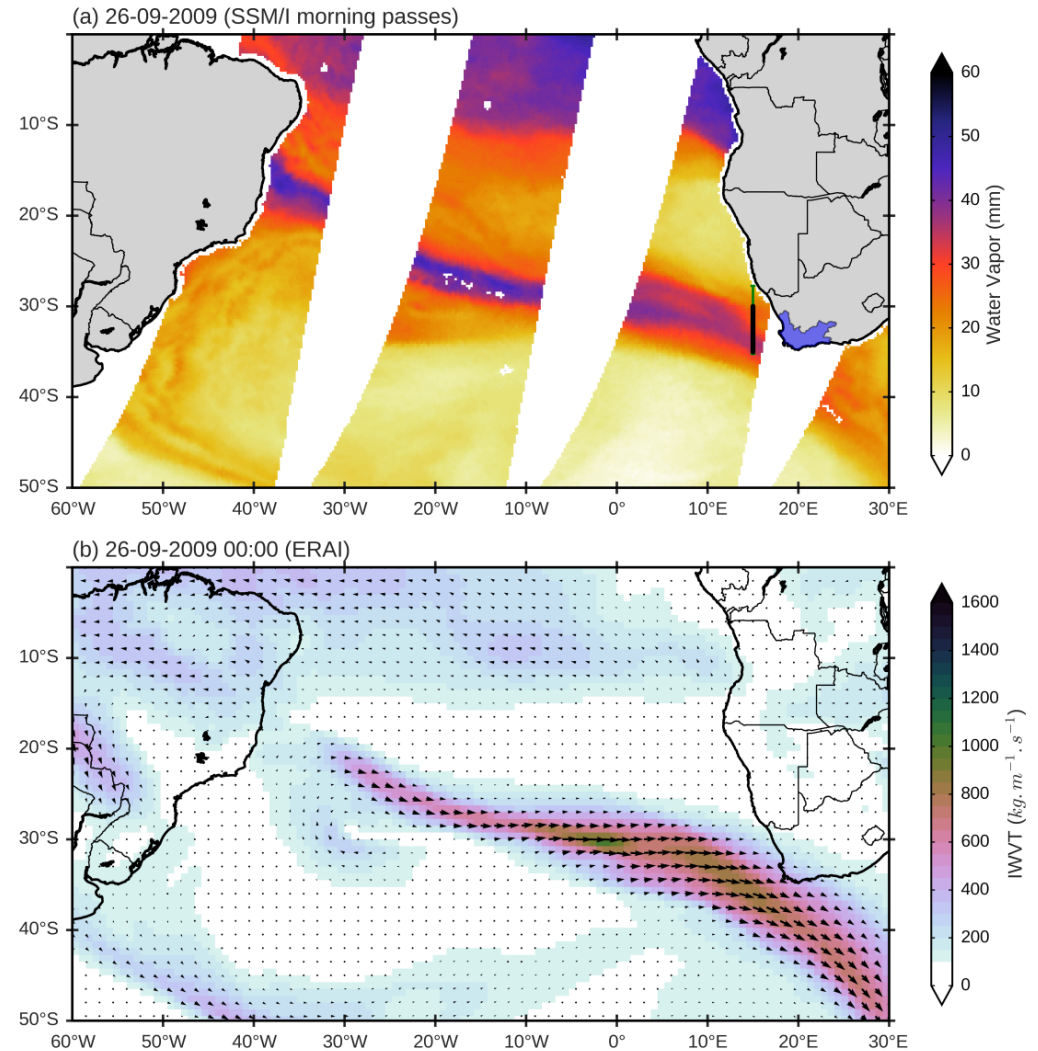 (a) 26-09-2009 (SSM/I morning passes)
10°S
20°S
30°S
40°S
50°S
60°W 50°W 40°W 30°W 20°W 10°W 0° 10°E 20°E 30°E
60
50
40
30
20
10
0
Water Vapor (mm)
(b) 26-09-2009 00:00 (ERAI)
10°S
20°S
30°S
40°S
50°S
60°W 50°W 40°W 30°W 20°W 10°W 0° 10°E 20°E 30°E
1600
1400
1200
1000
800
600
400
200
0
IWVT (kg. m⁻¹. s⁻¹)